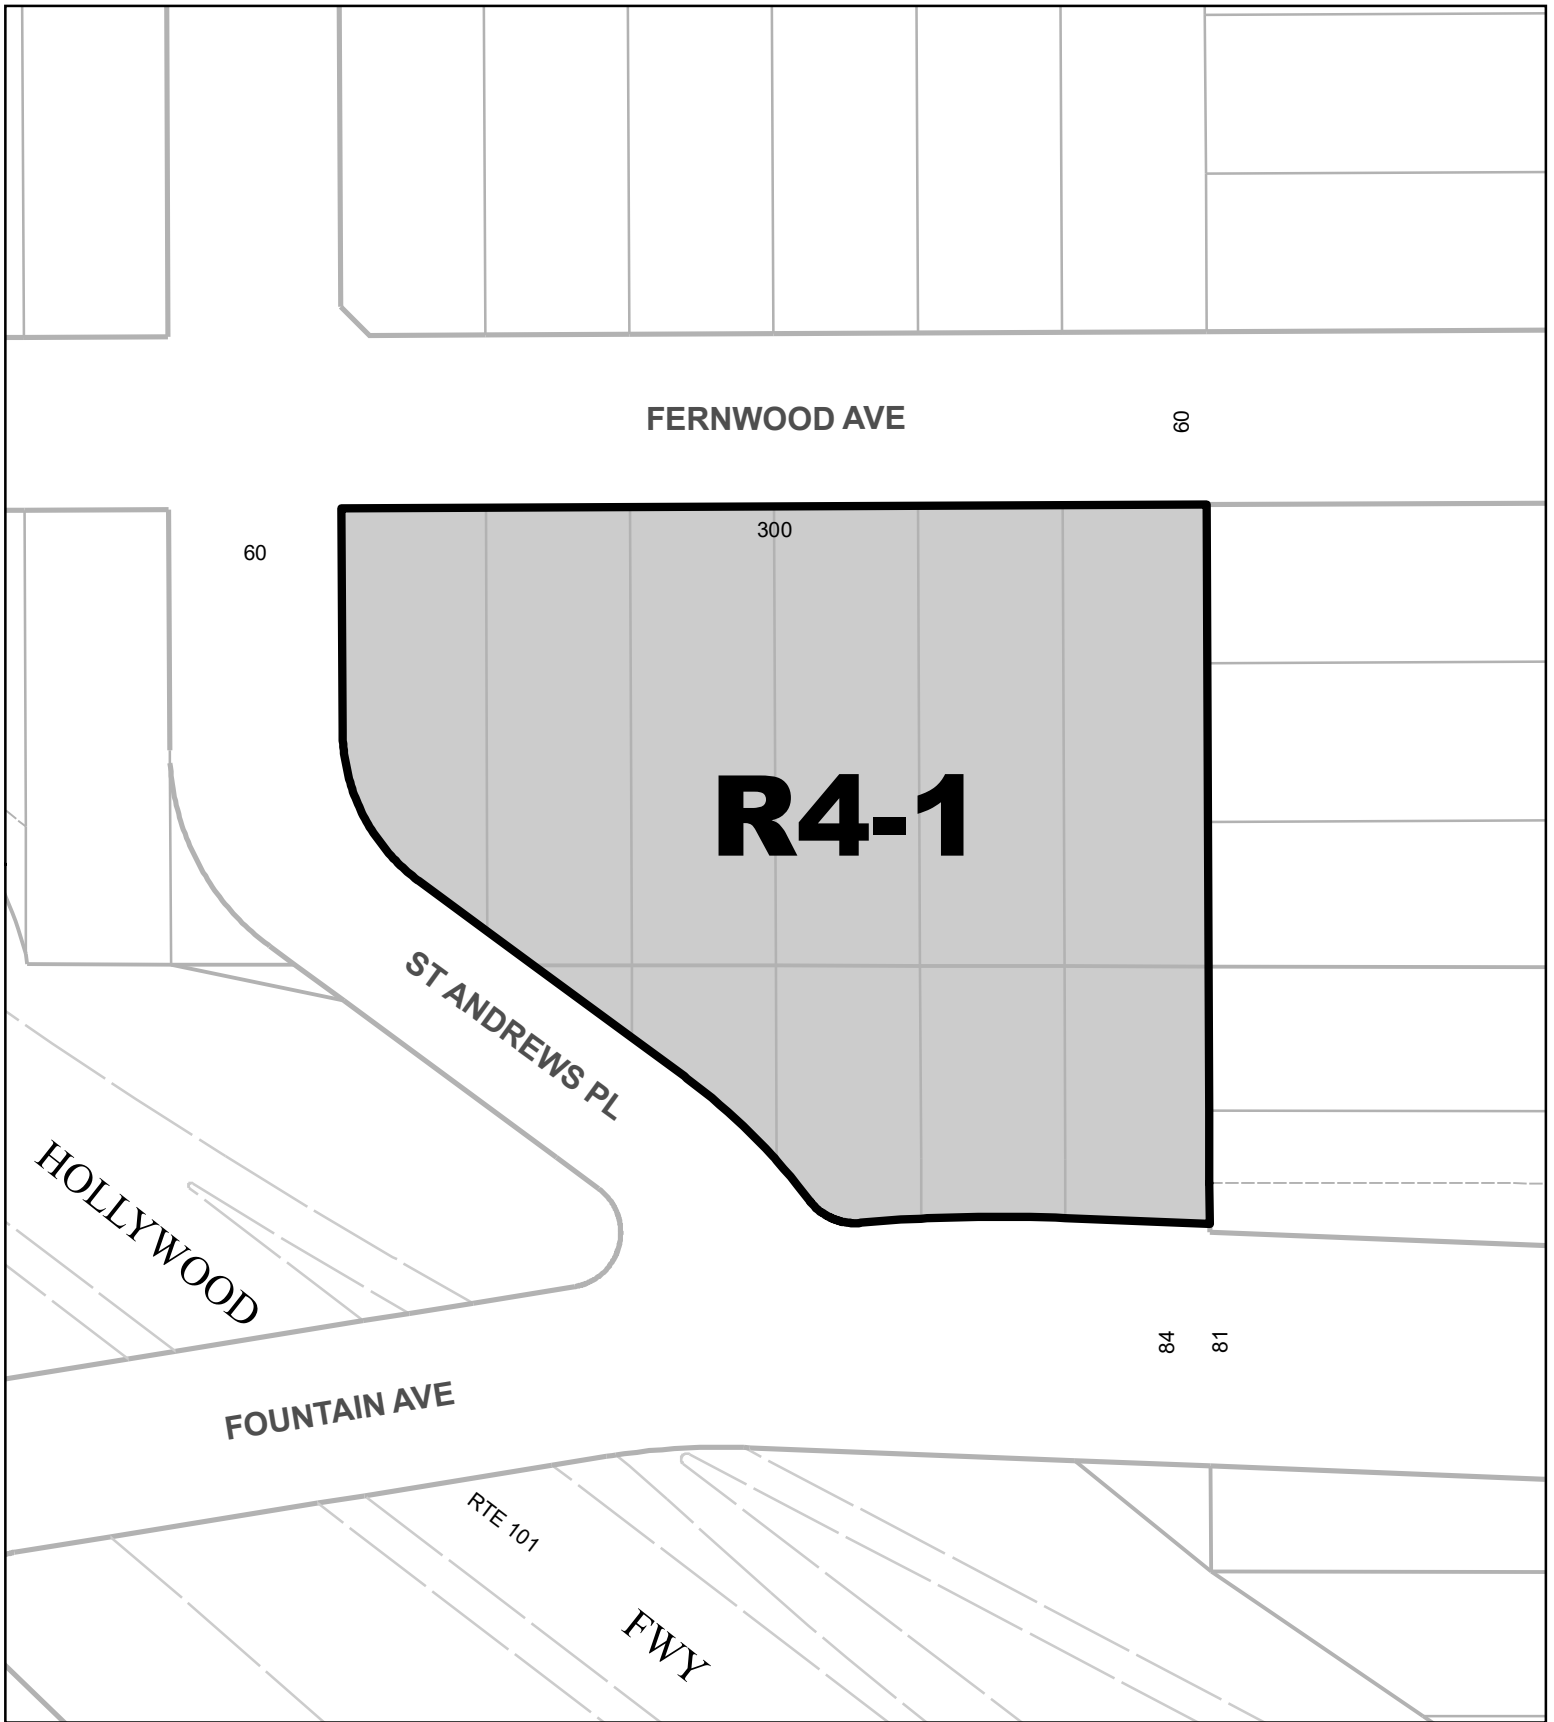 FERNWOOD AVE
60
300
60
R4-1
ST ANDREWS PL
HOLLYWOOD
84
81
FOUNTAIN AVE
RTE 101
FWY